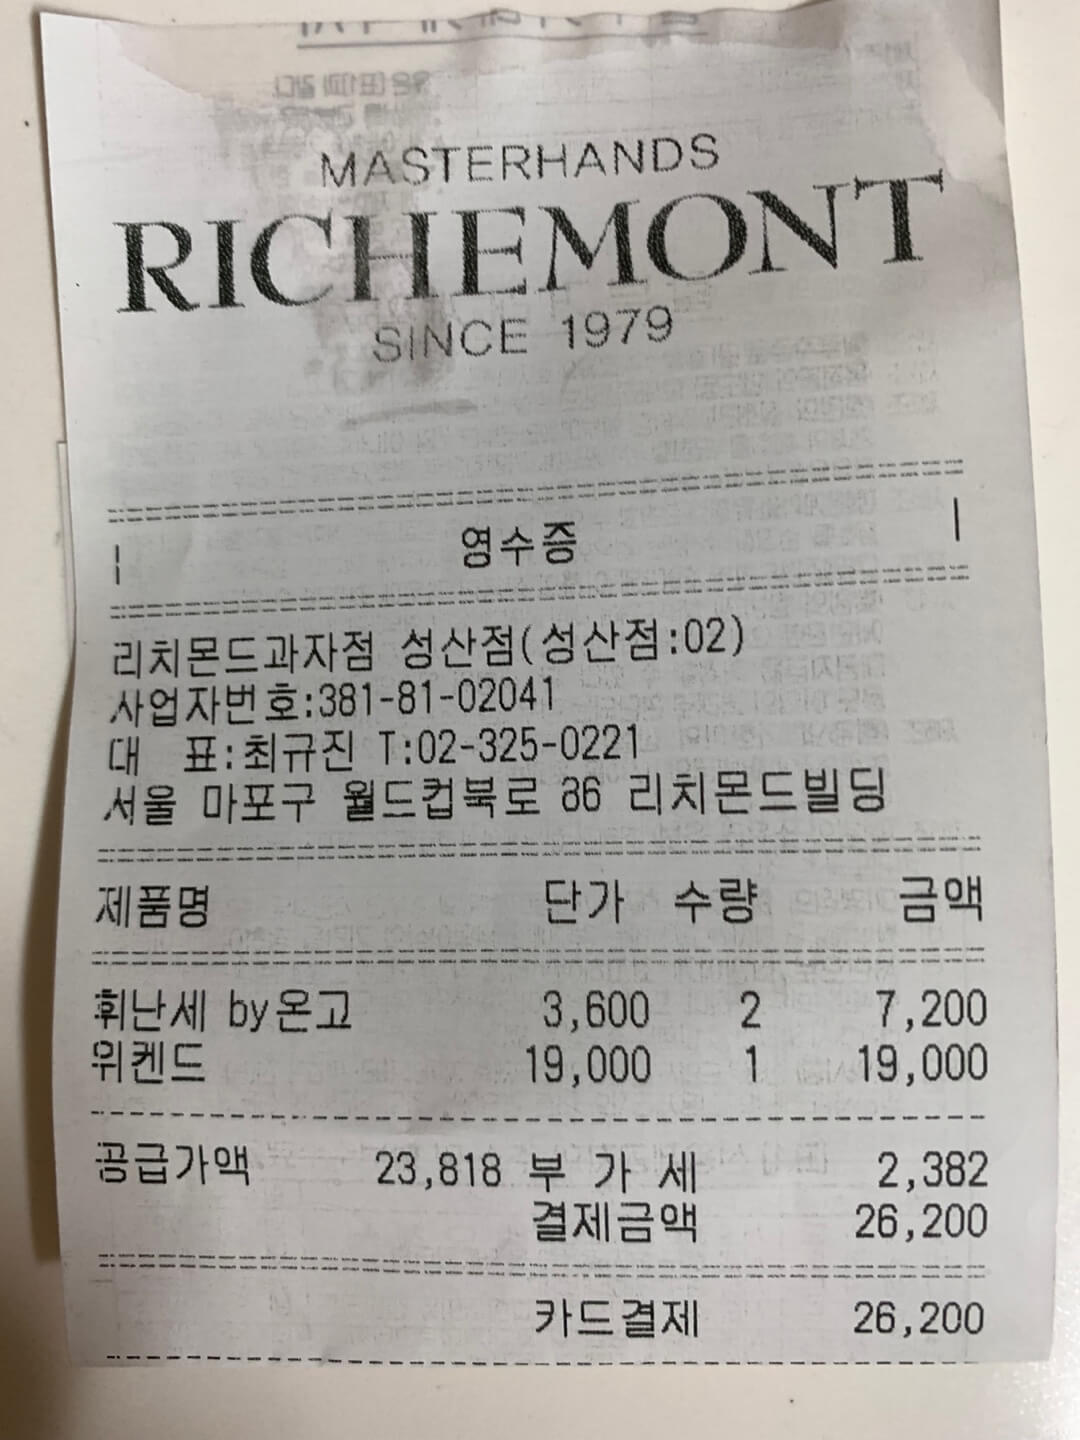 MASTERHANDS
RICHEMONT
SINCE 1979
영수증
리치몬드과자점 성산점(성산점:02)
사업자번호:381-81-02041
대 표:최규진 T:02-325-0221
서울 마포구 월드컵북로 86 리치몬드빌딩
제품명 단가 수량 금액
휘난세 by온고 3,600 2 7,200
위켄드 19,000 1 19,000
공급가액 23,818 부 가 세 2,382
결제금액 26,200
카드결제 26,200